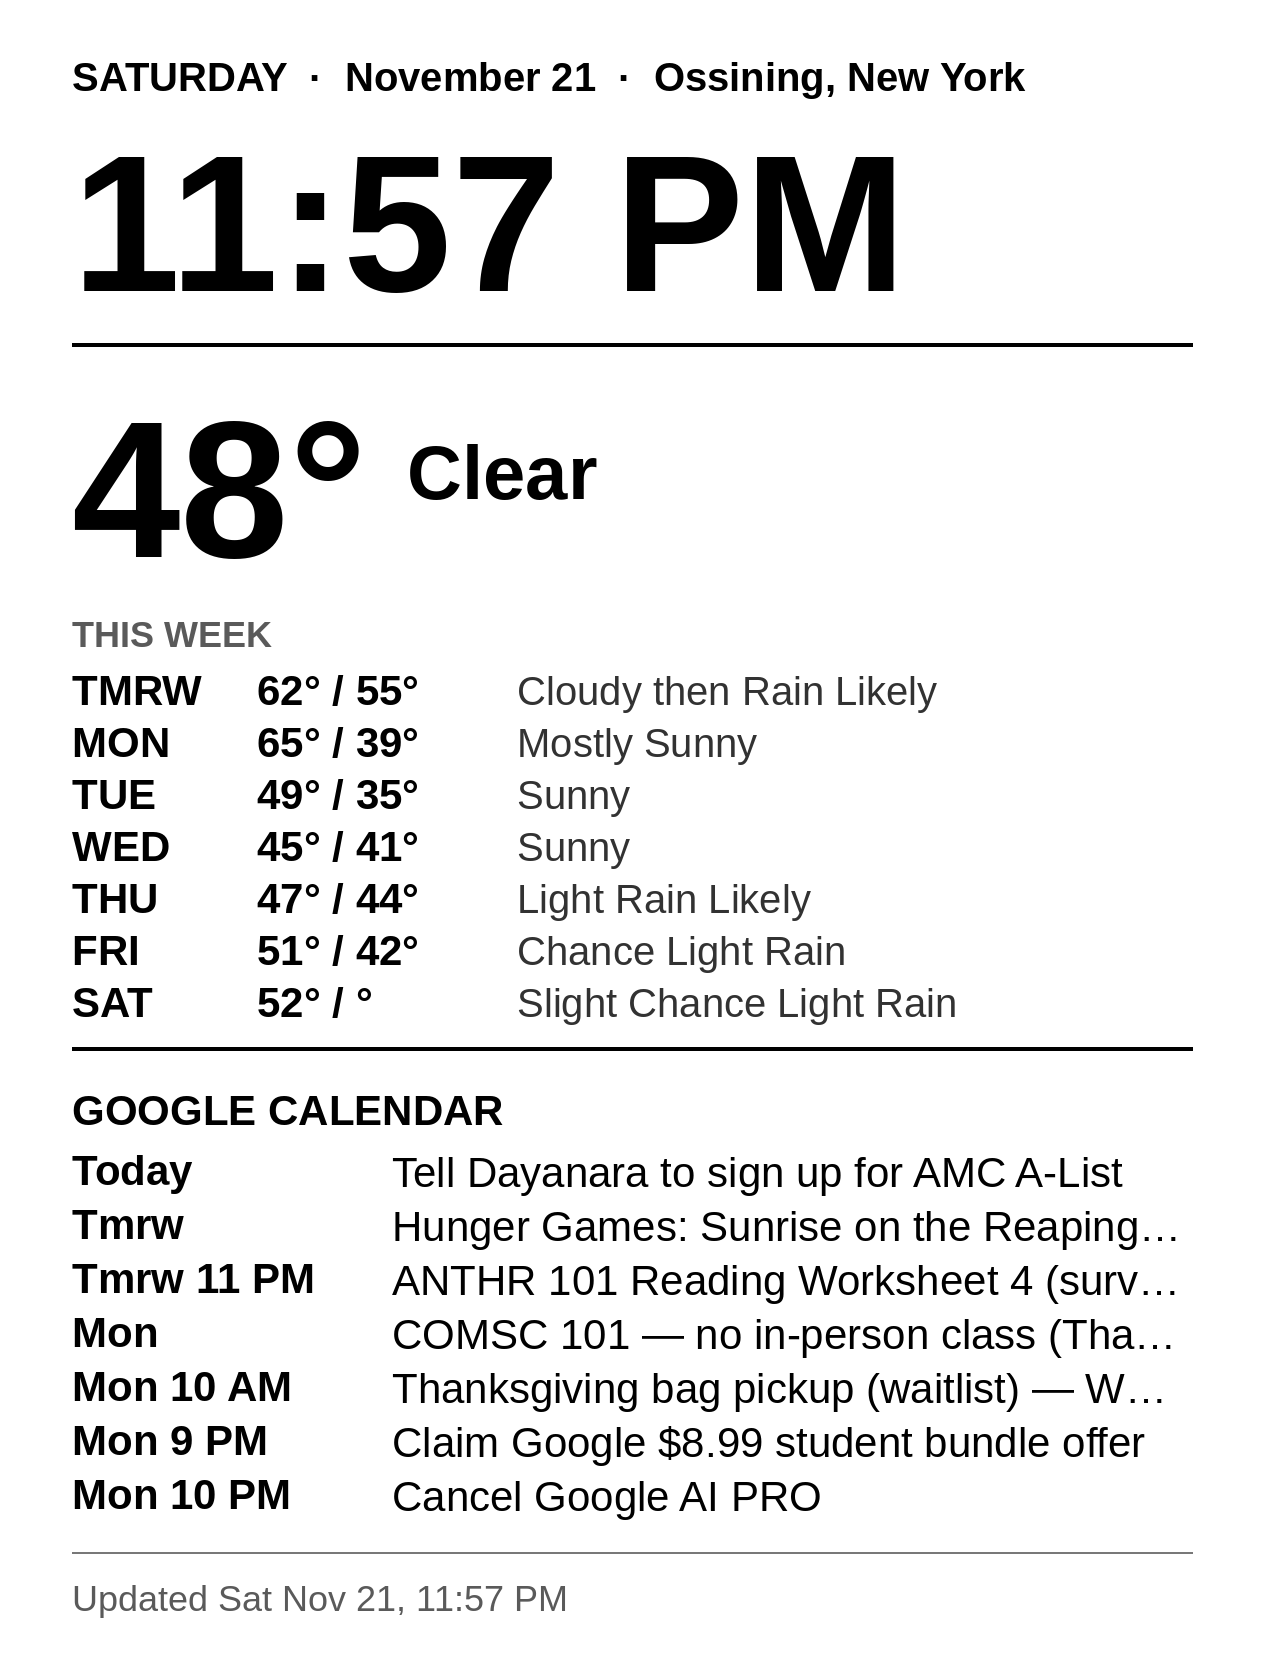 SATURDAY · November 21 · Ossining, New York
11:57 PM
48° Clear
THIS WEEK
TMRW 62° / 55° Cloudy then Rain Likely
MON 65° / 39° Mostly Sunny
TUE 49° / 35° Sunny
WED 45° / 41° Sunny
THU 47° / 44° Light Rain Likely
FRI 51° / 42° Chance Light Rain
SAT 52° / ° Slight Chance Light Rain
GOOGLE CALENDAR
Today Tell Dayanara to sign up for AMC A-List
Tmrw Hunger Games: Sunrise on the Reaping…
Tmrw 11 PM ANTHR 101 Reading Worksheet 4 (surv…
Mon COMSC 101 — no in-person class (Tha…
Mon 10 AM Thanksgiving bag pickup (waitlist) — W…
Mon 9 PM Claim Google $8.99 student bundle offer
Mon 10 PM Cancel Google AI PRO
Updated Sat Nov 21, 11:57 PM